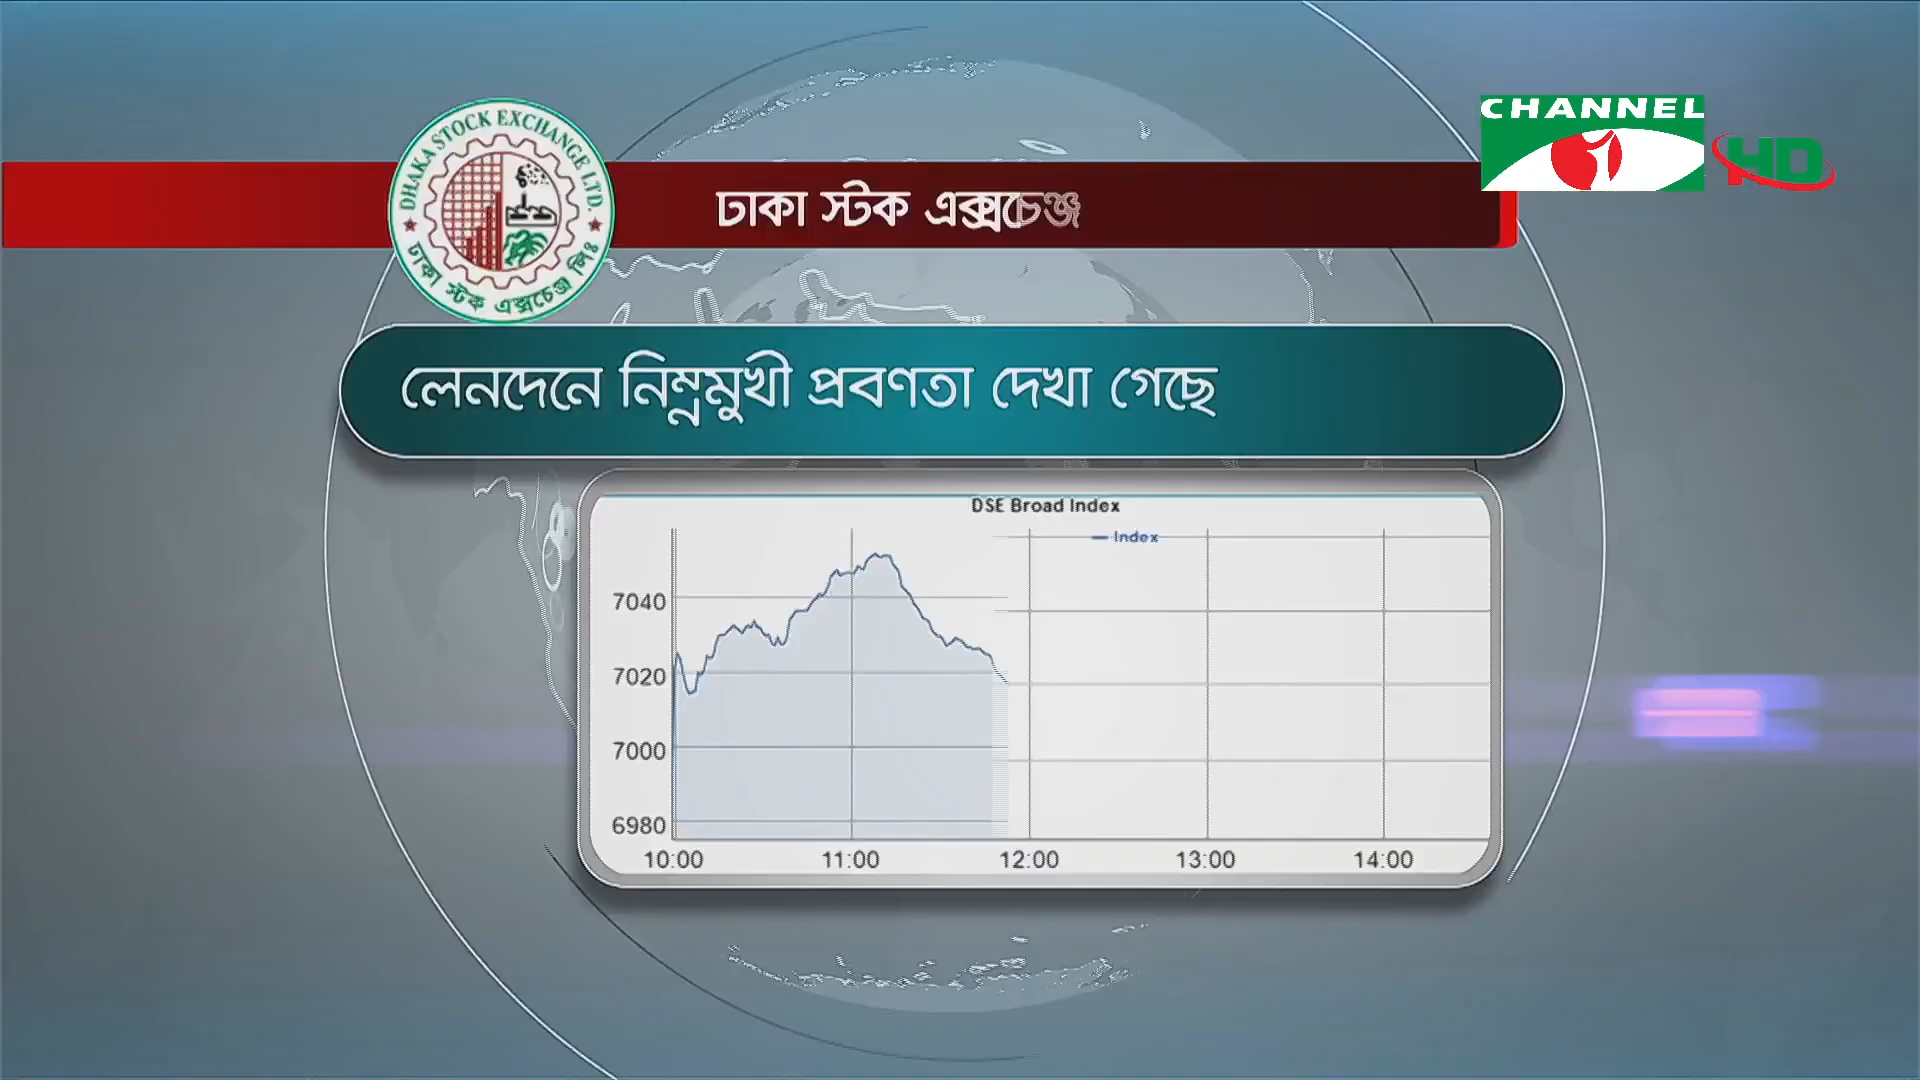 CHANNEL
i
HD
DHAKA STOCK EXCHANGE LTD.
ঢাকা স্টক এক্সচেঞ্জ লিঃ
ঢাকা স্টক এক্সচেঞ্জ
লেনদেনে নিম্নমুখী প্রবণতা দেখা গেছে
DSE Broad Index
Index
7040
7020
7000
6980
10:00 11:00 12:00 13:00 14:00